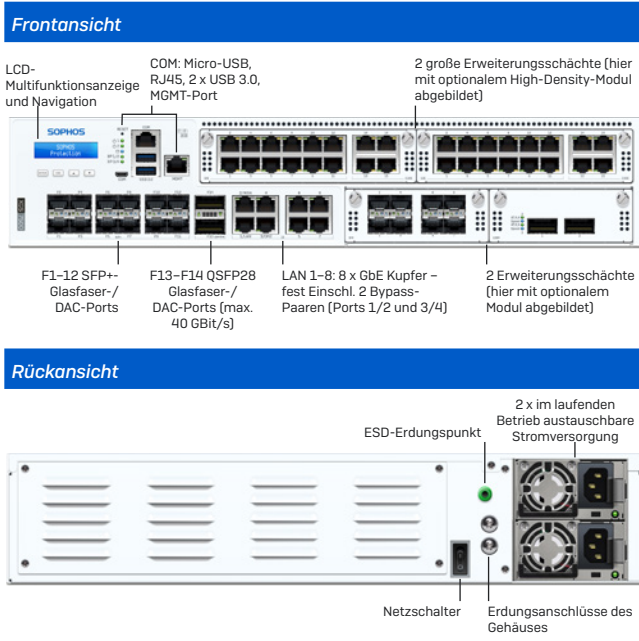 Frontansicht
LCD-
Multifunktionsanzeige
und Navigation
COM: Micro-USB,
RJ45, 2 x USB 3.0,
MGMT-Port
2 große Erweiterungsschächte (hier
mit optionalem High-Density-Modul
abgebildet)
SOPHOS
SOPHOS
Protection
F1–12 SFP+-
Glasfaser-/
DAC-Ports
F13–F14 QSFP28
Glasfaser-/
DAC-Ports (max.
40 GBit/s)
LAN 1–8: 8 x GbE Kupfer –
fest Einschl. 2 Bypass-
Paaren (Ports 1/2 und 3/4)
2 Erweiterungsschächte
(hier mit optionalem
Modul abgebildet)
Rückansicht
ESD-Erdungspunkt
2 x im laufenden
Betrieb austauschbare
Stromversorgung
Netzschalter
Erdungsanschlüsse des
Gehäuses